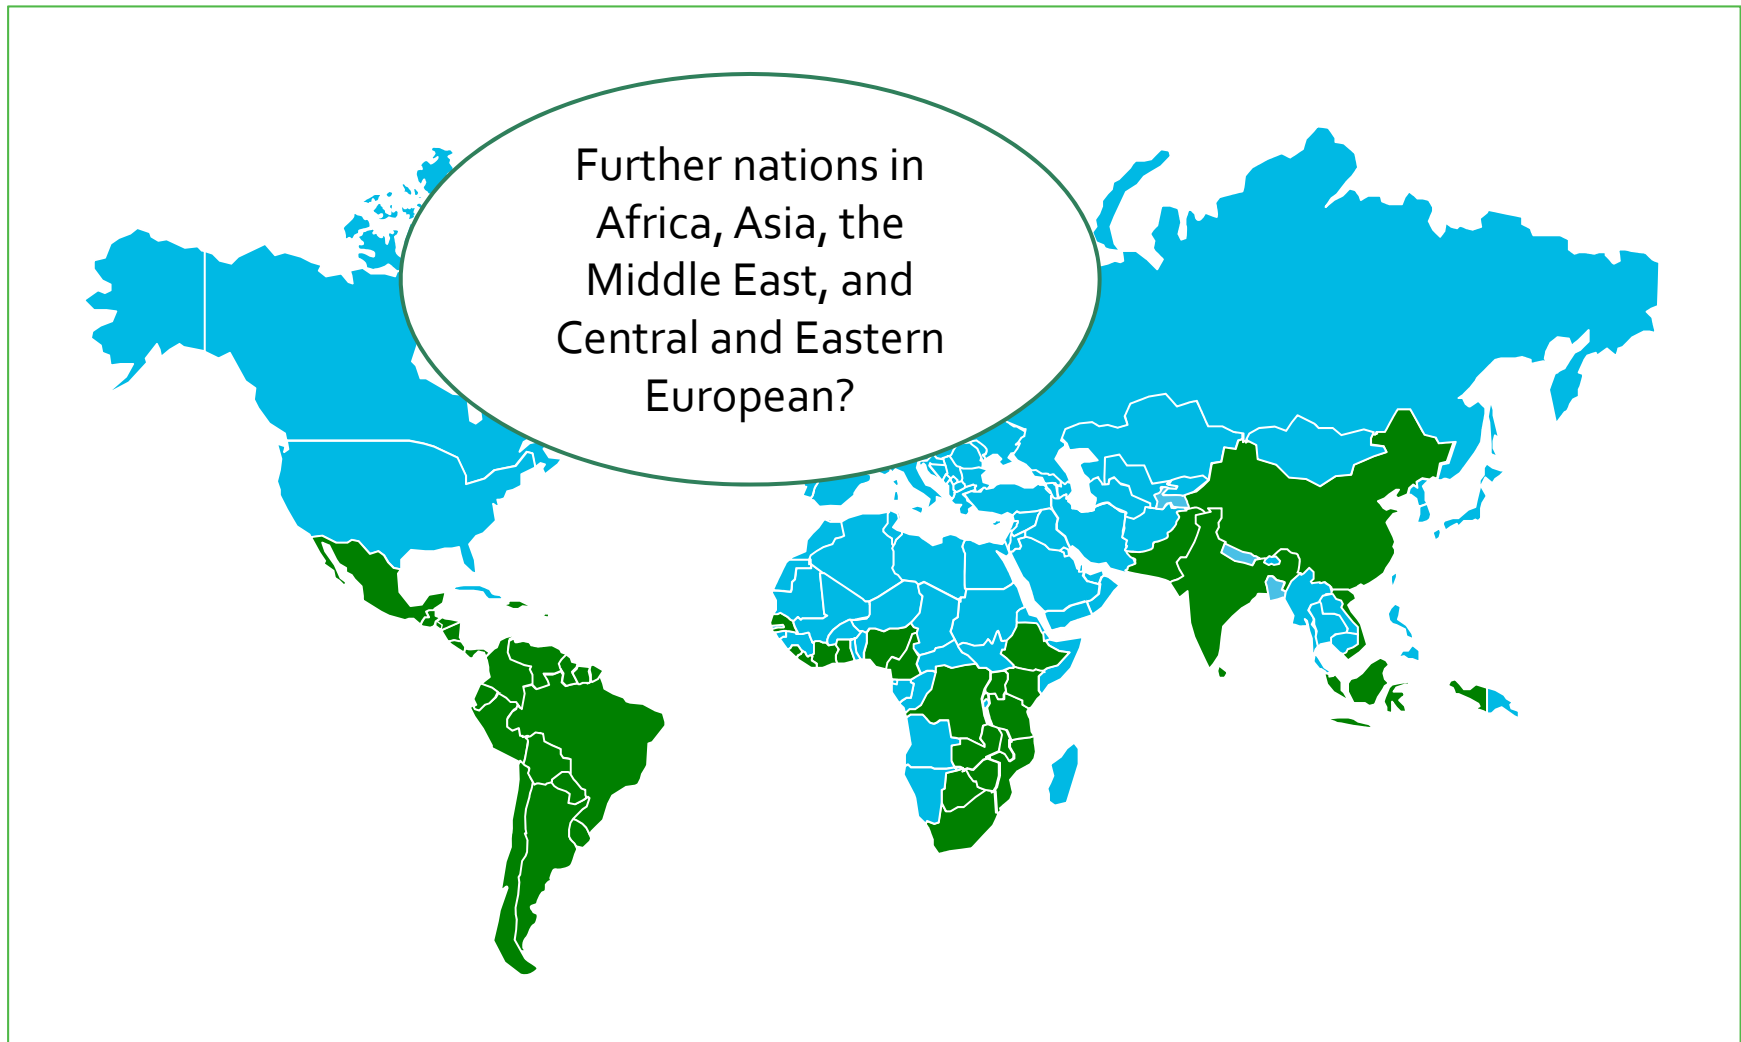 Further nations in
Africa, Asia, the
Middle East, and
Central and Eastern
European?